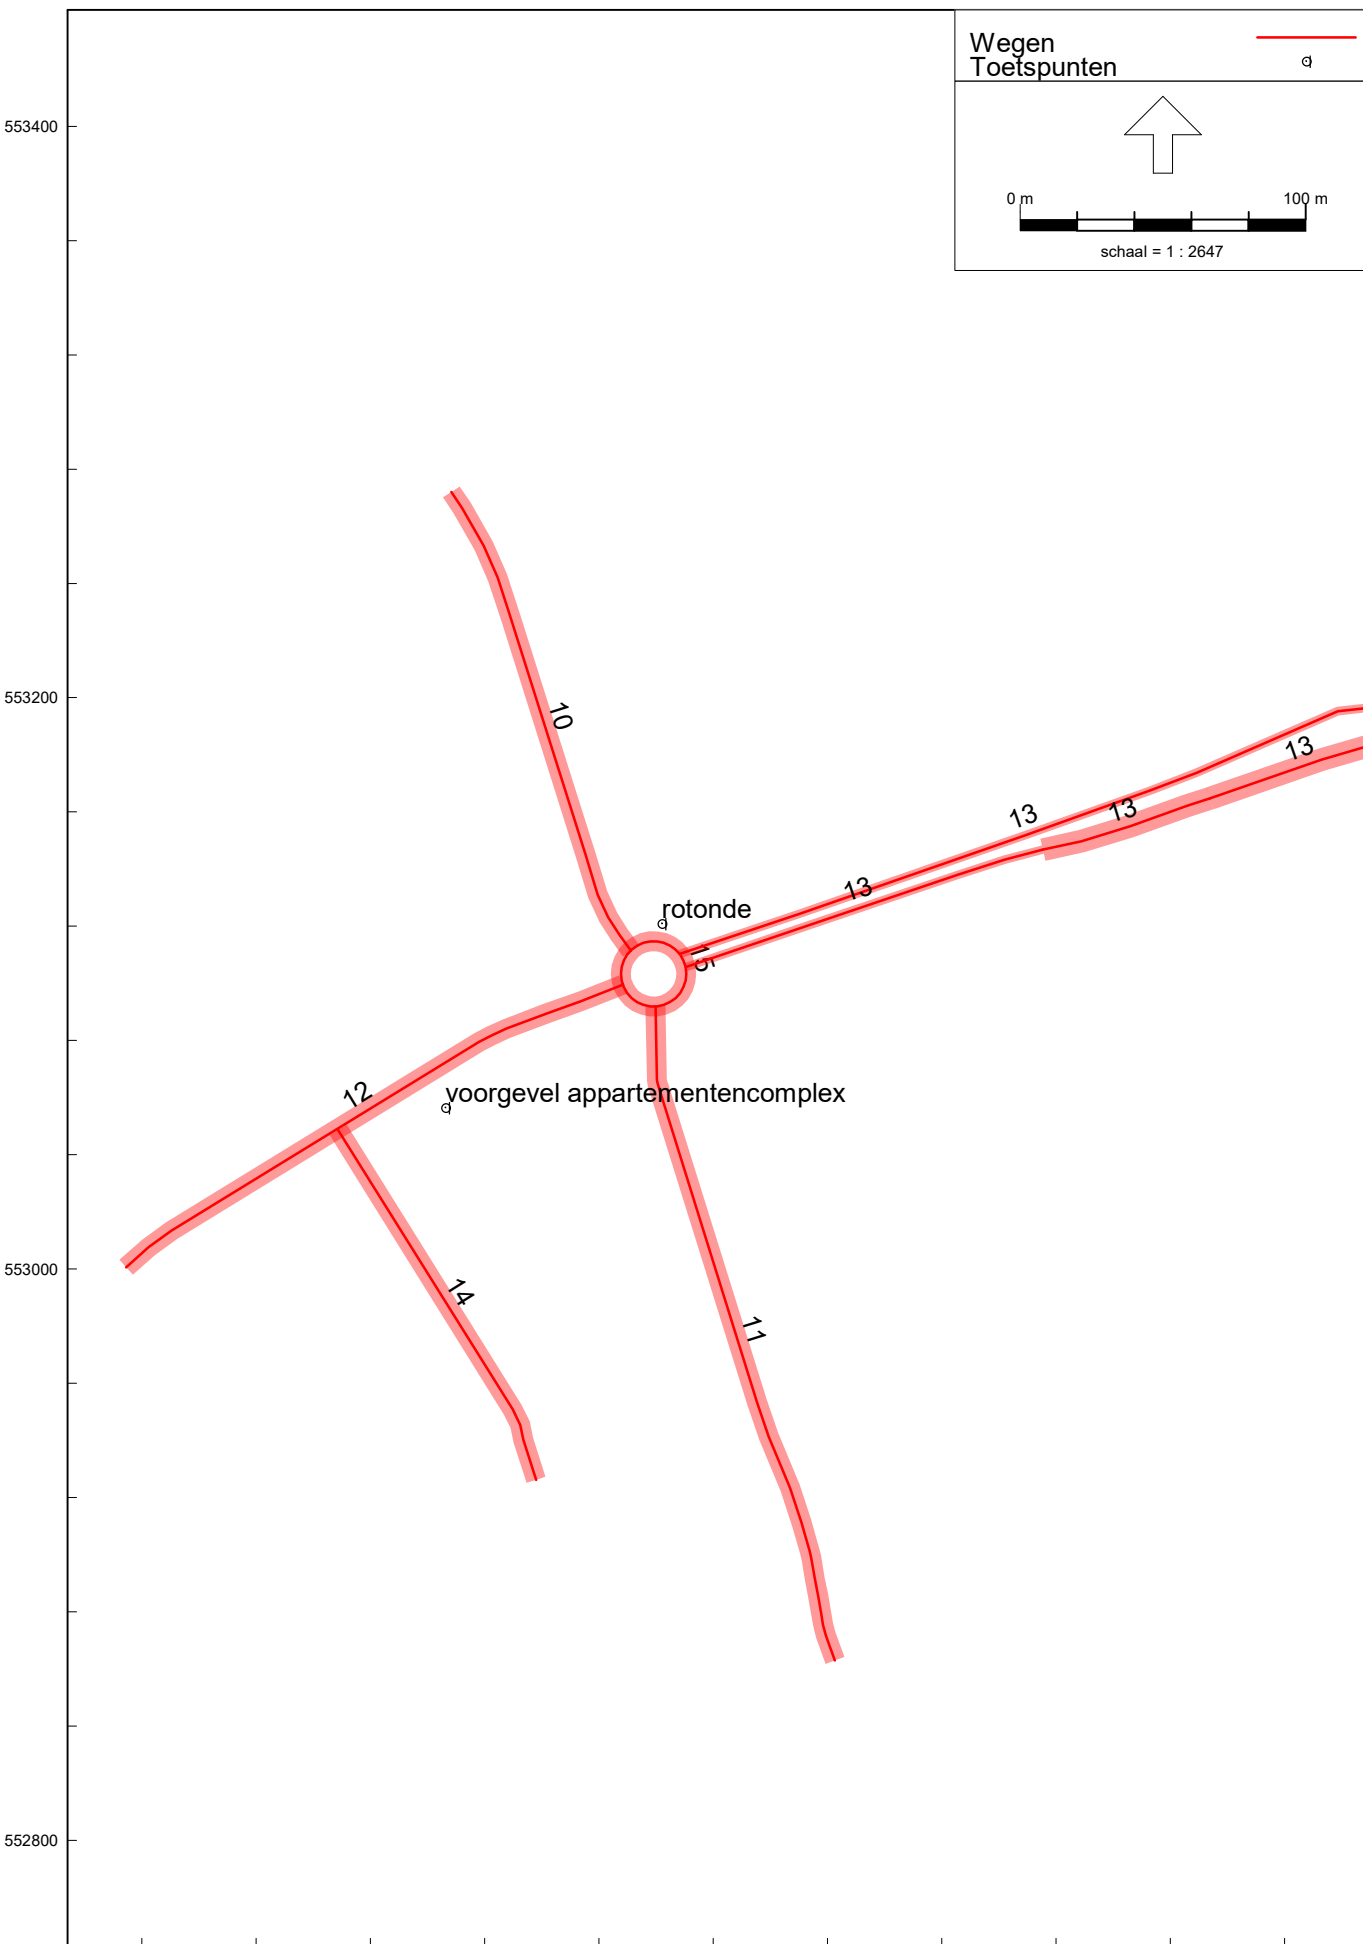 Wegen
Toetspunten
553400
0 m 100 m
schaal = 1 : 2647
553200
10
13
13
13
13
rotonde
15
12
voorgevel appartementencomplex
553000
14
11
552800